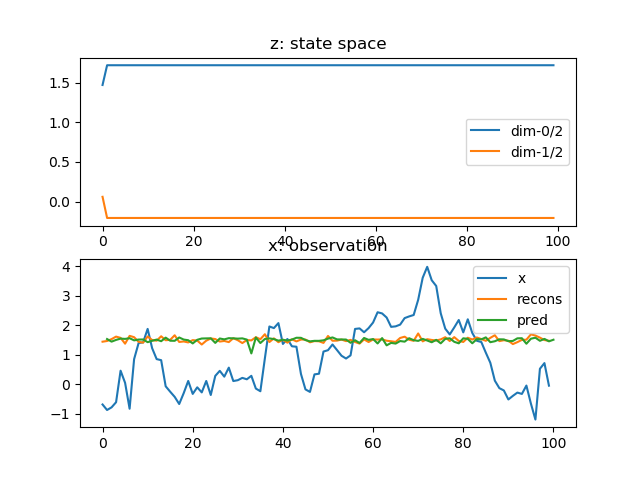 z: state space
1.5
1.0
0.5
0.0
dim-0/2
dim-1/2
0 20 40 60 80 100
x: observation
4
3
2
1
0
−1
x
recons
pred
0 20 40 60 80 100